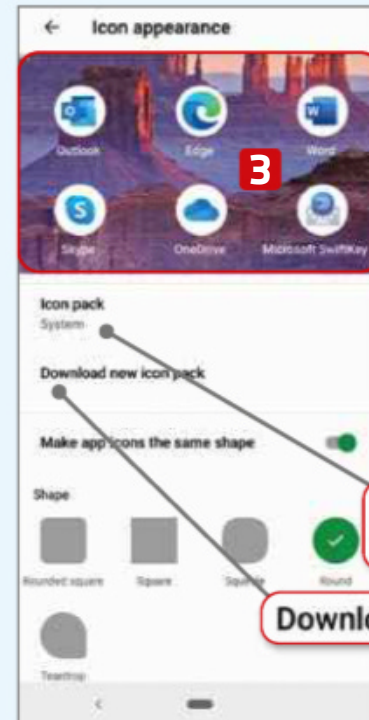 ← Icon appearance
Outlook Edge Word
3
Skype OneDrive Microsoft SwiftKey
Icon pack
System
Download new icon pack
Make app icons the same shape
Shape
Rounded square Square Squircle Round
Downl
Teardrop